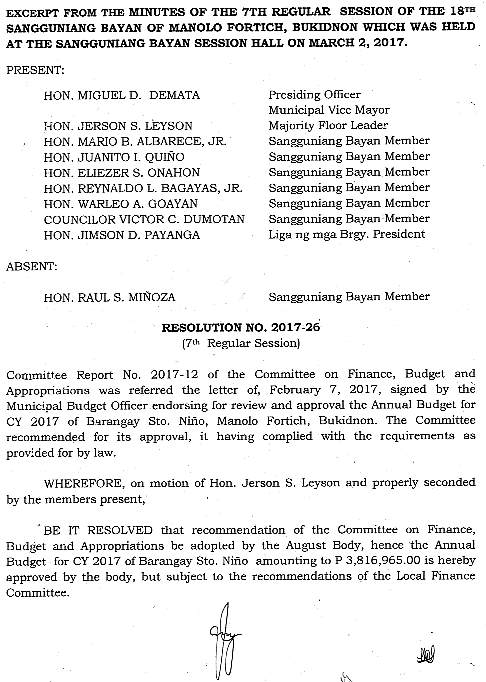 EXCERPT FROM THE MINUTES OF THE 7TH REGULAR SESSION OF THE 18TH
SANGGUNIANG BAYAN OF MANOLO FORTICH, BUKIDNON WHICH WAS HELD
AT THE SANGGUNIANG BAYAN SESSION HALL ON MARCH 2, 2017.
PRESENT:
HON. MIGUEL D. DEMATA Presiding Officer
Municipal Vice Mayor
HON. JERSON S. LEYSON Majority Floor Leader
HON. MARIO B. ALBARECE, JR. Sangguniang Bayan Member
HON. JUANITO I. QUIÑO Sangguniang Bayan Member
HON. ELIEZER S. ONAHON Sangguniang Bayan Member
HON. REYNALDO L. BAGAYAS, JR. Sangguniang Bayan Member
HON. WARLEO A. GOAYAN Sangguniang Bayan Member
COUNCILOR VICTOR C. DUMOTAN Sangguniang Bayan Member
HON. JIMSON D. PAYANGA Liga ng mga Brgy. President
ABSENT:
HON. RAUL S. MIÑOZA Sangguniang Bayan Member
RESOLUTION NO. 2017-26
(7th Regular Session)
Committee Report No. 2017-12 of the Committee on Finance, Budget and
Appropriations was referred the letter of, February 7, 2017, signed by the
Municipal Budget Officer endorsing for review and approval the Annual Budget for
CY 2017 of Barangay Sto. Niño, Manolo Fortich, Bukidnon. The Committee
recommended for its approval, it having complied with the requirements as
provided for by law.
WHEREFORE, on motion of Hon. Jerson S. Leyson and properly seconded
by the members present,
BE IT RESOLVED that recommendation of the Committee on Finance,
Budget and Appropriations be adopted by the August Body, hence the Annual
Budget for CY 2017 of Barangay Sto. Niño amounting to P 3,816,965.00 is hereby
approved by the body, but subject to the recommendations of the Local Finance
Committee.